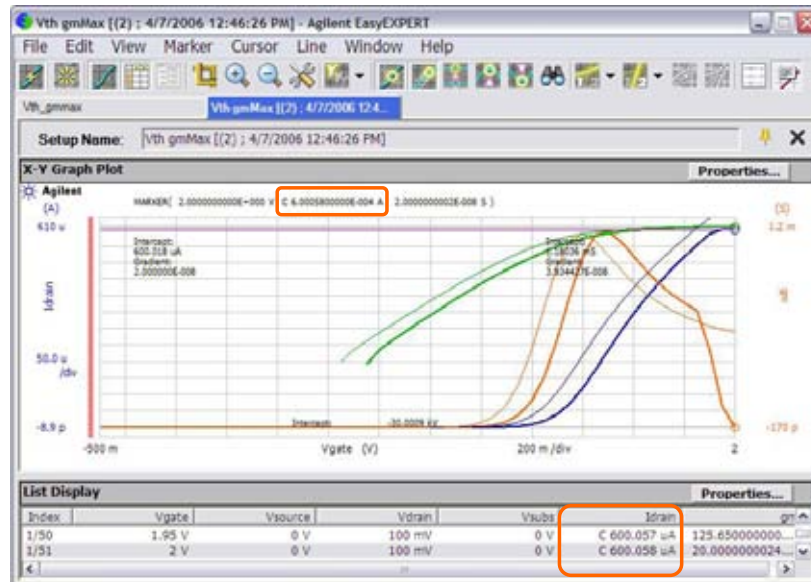 Vth gmMax [(2) ; 4/7/2006 12:46:26 PM] - Agilent EasyEXPERT
File Edit View Marker Cursor Line Window Help
Vth_gmmax
Vth gmMax [(2) ; 4/7/2006 12:4...
Setup Name: Vth gmMax [(2) ; 4/7/2006 12:46:26 PM]
X-Y Graph Plot
Properties...
Agilent
(A)
MARKER( 2.0000000000E+000 V C 6.0005800000E-004 A 2.0000000002E-008 S )
(S)
610 u
1.2 m
Intercept:
600.018 uA
Gradient:
2.000000E-008
Idrain
50.0 u
/div
-8.9 p
Intercept
-30.0009 kV
-170 p
-500 m
Vgate (V)
200 m/div
2
List Display
Properties...
Index Vgate Vsource Vdrain Vsubs Idrain
1/50 1.95 V 0 V 100 mV 0 V C 600.057 uA 125.650000000...
1/51 2 V 0 V 100 mV 0 V C 600.058 uA 20.0000000024...